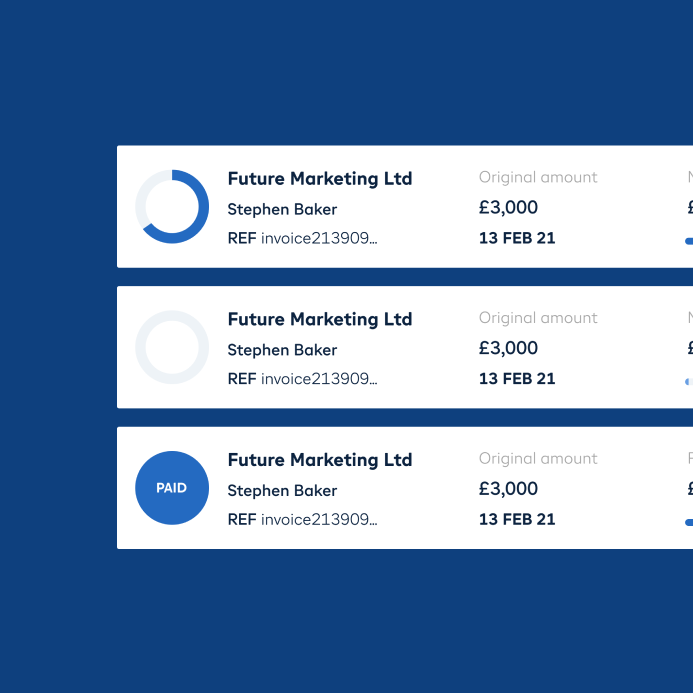 Future Marketing Ltd
Original amount
Stephen Baker
£3,000
REF invoice213909...
13 FEB 21
Future Marketing Ltd
Original amount
Stephen Baker
£3,000
REF invoice213909...
13 FEB 21
PAID
Future Marketing Ltd
Original amount
Stephen Baker
£3,000
REF invoice213909...
13 FEB 21